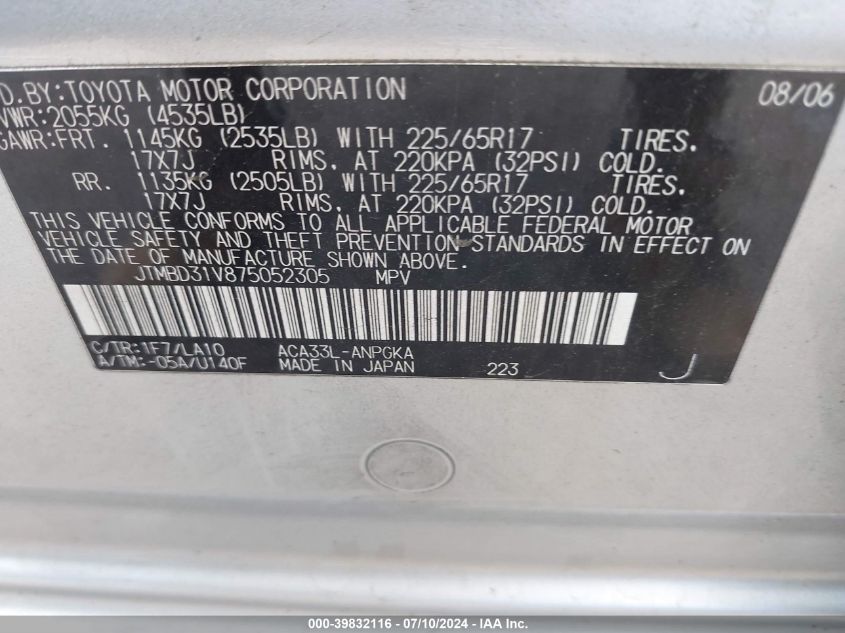 D.BY:TOYOTA MOTOR CORPORATION 08/06
VWR:2055KG (4535LB)
GAWR:FRT. 1145KG (2535LB) WITH 225/65R17 TIRES,
17X7J RIMS, AT 220KPA (32PSI) COLD.
RR. 1135KG (2505LB) WITH 225/65R17 TIRES,
17X7J RIMS, AT 220KPA (32PSI) COLD.
THIS VEHICLE CONFORMS TO ALL APPLICABLE FEDERAL MOTOR
VEHICLE SAFETY AND THEFT PREVENTION STANDARDS IN EFFECT ON
THE DATE OF MANUFACTURE SHOWN ABOVE.
JTMBD31V875052305 MPV
C/TR:1F7/LA10 ACA33L-ANPGKA
A/TM:-05A/U140F MADE IN JAPAN 223 J
000-39832116 - 07/10/2024 - IAA Inc.